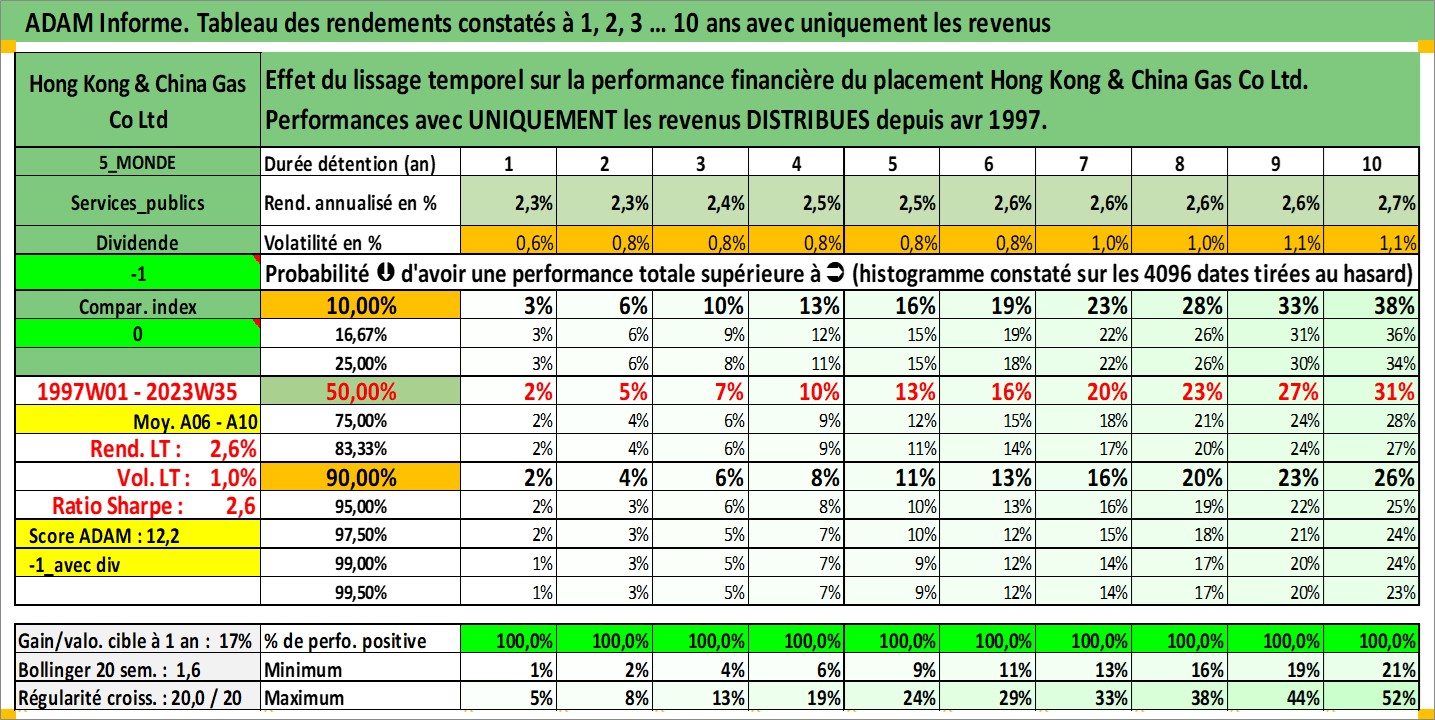 ADAM Informe. Tableau des rendements constatés à 1, 2, 3 ... 10 ans avec uniquement les revenus
Hong Kong & China Gas Co Ltd
Effet du lissage temporel sur la performance financière du placement Hong Kong & China Gas Co Ltd.
Performances avec UNIQUEMENT les revenus DISTRIBUES depuis avr 1997.
5_MONDE Durée détention (an) 1 2 3 4 5 6 7 8 9 10
Services_publics Rend. annualisé en % 2,3% 2,3% 2,4% 2,5% 2,5% 2,6% 2,6% 2,6% 2,6% 2,7%
Dividende Volatilité en % 0,6% 0,8% 0,8% 0,8% 0,8% 0,8% 1,0% 1,0% 1,1% 1,1%
-1 Probabilité d'avoir une performance totale supérieure à (histogramme constaté sur les 4096 dates tirées au hasard)
Compar. index 10,00% 3% 6% 10% 13% 16% 19% 23% 28% 33% 38%
0 16,67% 3% 6% 9% 12% 15% 19% 22% 26% 31% 36%
25,00% 3% 6% 8% 11% 15% 18% 22% 26% 30% 34%
1997W01 - 2023W35 50,00% 2% 5% 7% 10% 13% 16% 20% 23% 27% 31%
Moy. A06 - A10 75,00% 2% 4% 6% 9% 12% 15% 18% 21% 24% 28%
Rend. LT : 2,6% 83,33% 2% 4% 6% 9% 11% 14% 17% 20% 24% 27%
Vol. LT : 1,0% 90,00% 2% 4% 6% 8% 11% 13% 16% 20% 23% 26%
Ratio Sharpe : 2,6 95,00% 2% 3% 6% 8% 10% 13% 16% 19% 22% 25%
Score ADAM : 12,2 97,50% 2% 3% 5% 7% 10% 12% 15% 18% 21% 24%
-1_avec div 99,00% 1% 3% 5% 7% 9% 12% 14% 17% 20% 24%
99,50% 1% 3% 5% 7% 9% 12% 14% 17% 20% 23%
Gain/valo. cible à 1 an : 17% % de perfo. positive 100,0% 100,0% 100,0% 100,0% 100,0% 100,0% 100,0% 100,0% 100,0% 100,0%
Bollinger 20 sem. : 1,6 Minimum 1% 2% 4% 6% 9% 11% 13% 16% 19% 21%
Régularité croiss. : 20,0 / 20 Maximum 5% 8% 13% 19% 24% 29% 33% 38% 44% 52%